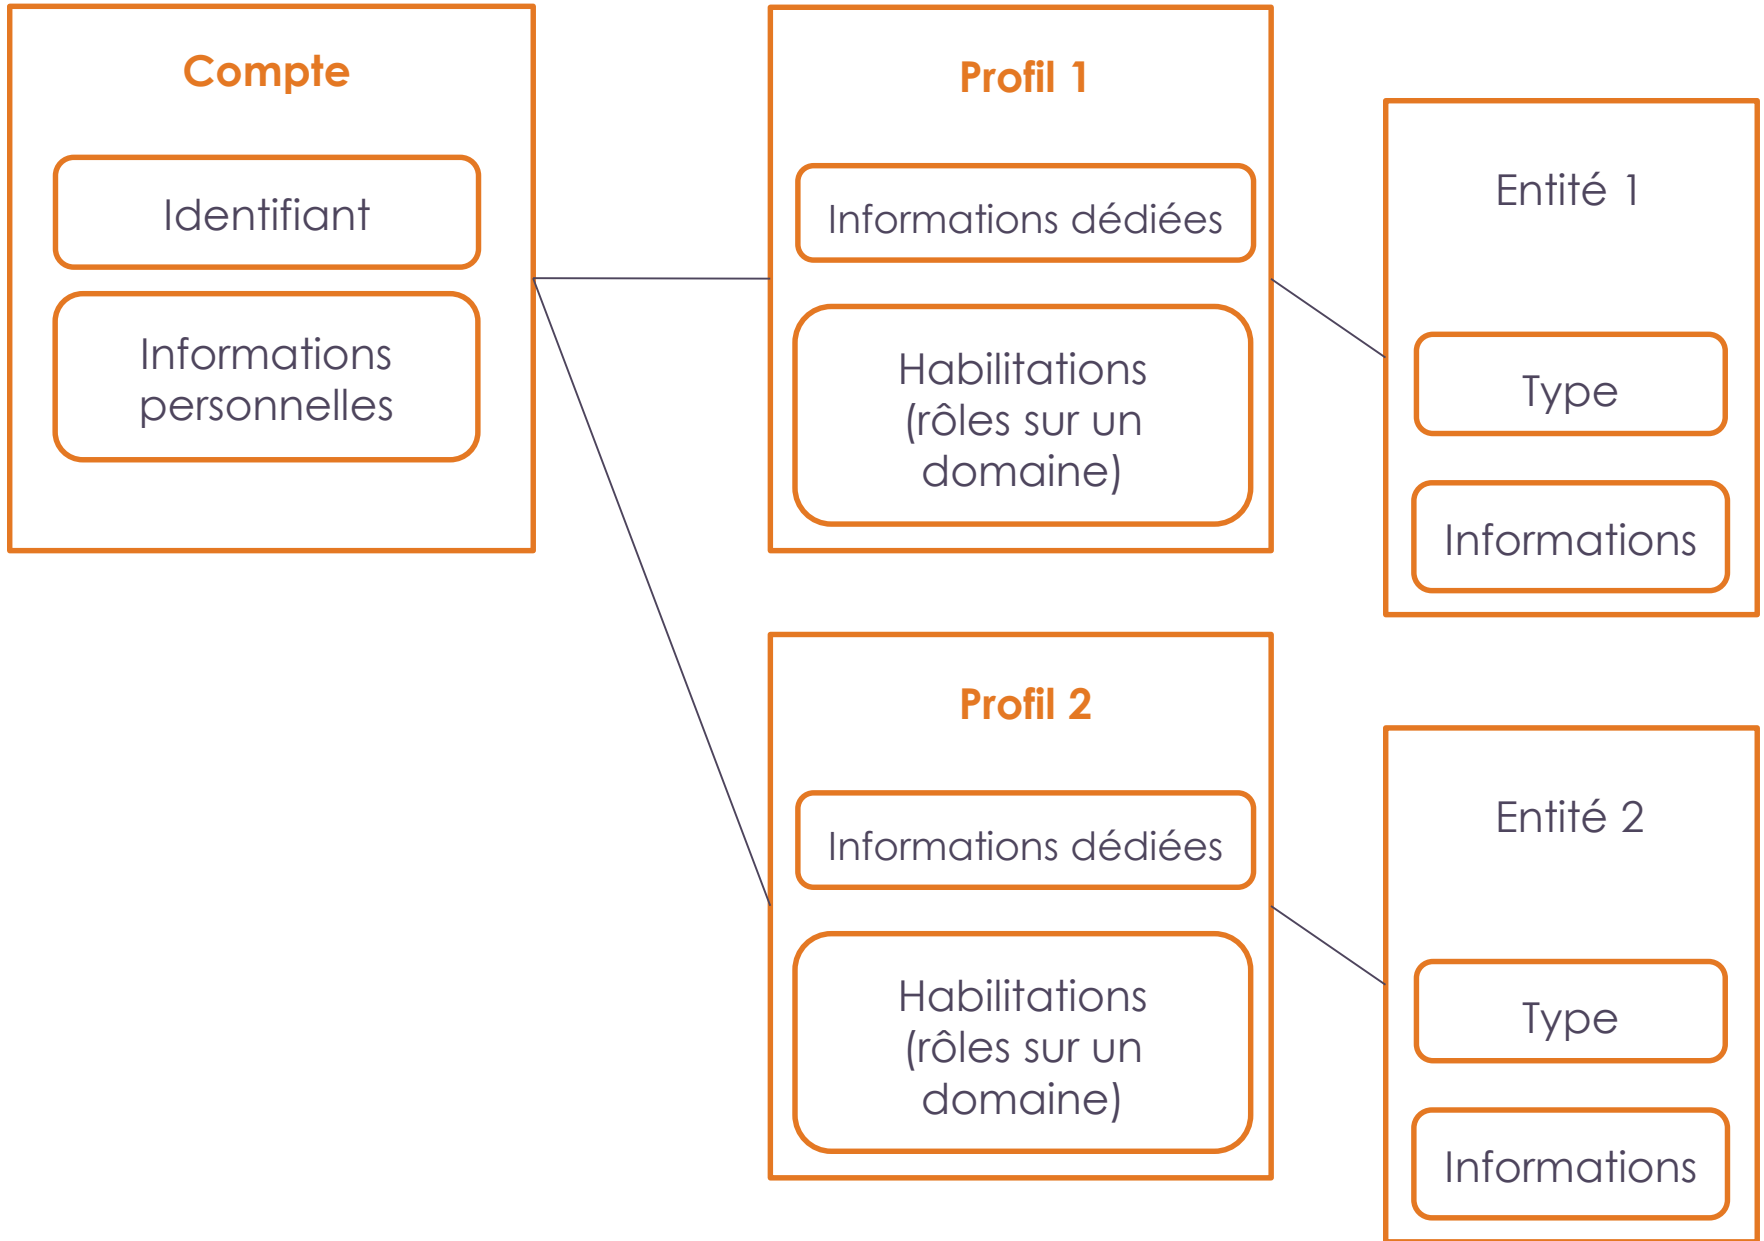 Compte
Identifiant
Informations
personnelles
Profil 1
Informations dédiées
Habilitations
(rôles sur un
domaine)
Entité 1
Type
Informations
Profil 2
Informations dédiées
Habilitations
(rôles sur un
domaine)
Entité 2
Type
Informations